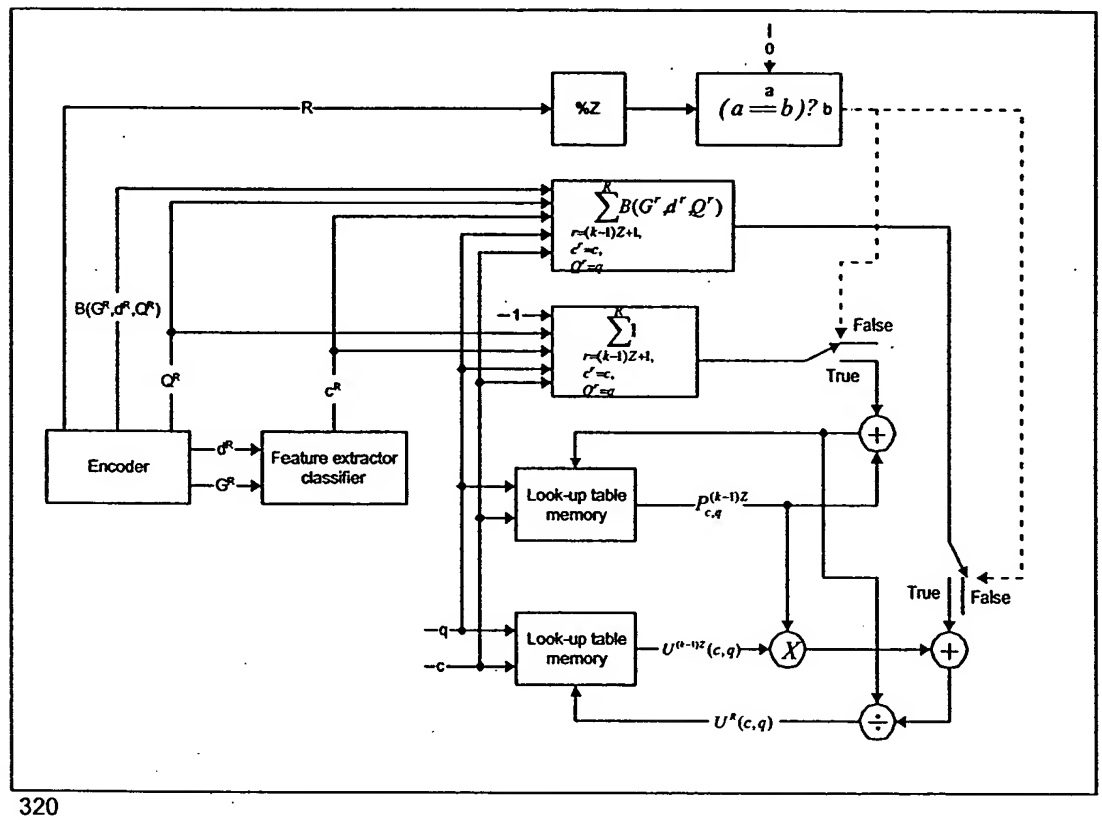 0
R
%Z
a
(a==b)? b
R
∑B(G^r,d^r,Q^r)
r=(k-1)Z+1,
c^r=c,
Q^r=q
B(G^R,d^R,Q^R)
1
R
∑1
r=(k-1)Z+1,
c^r=c,
Q^r=q
False
True
Q^R
c^R
Encoder
d^R
G^R
Feature extractor
classifier
+
Look-up table
memory
P_{c,q}^{(k-1)Z}
True
False
q
c
Look-up table
memory
U^{(k-1)Z}(c,q)
X
+
U^R(c,q)
÷
320